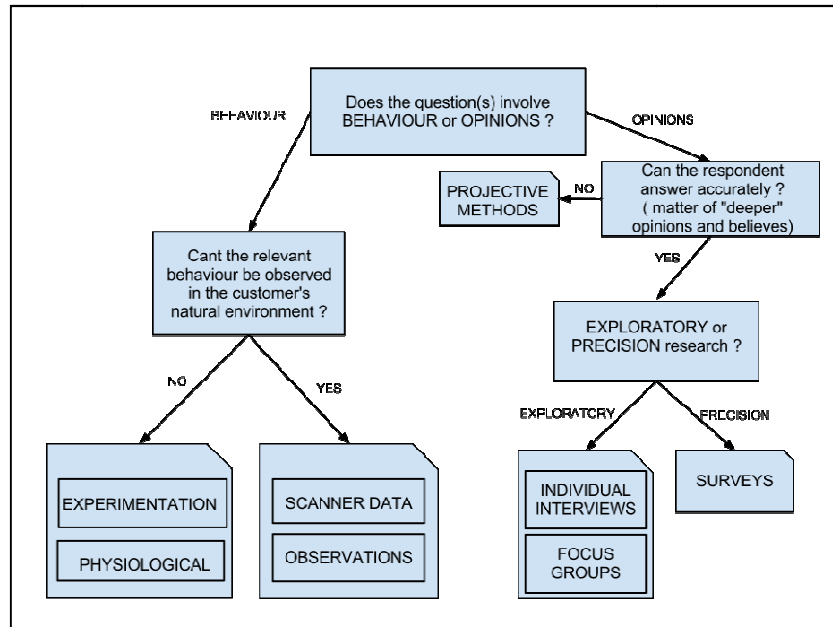 Does the question(s) involve
BEHAVIOUR or OPINIONS ?
BEHAVIOUR
OPINIONS
Can the respondent
answer accurately ?
( matter of "deeper"
opinions and believes)
NO
PROJECTIVE
METHODS
Cant the relevant
behaviour be observed
in the customer's
natural environment ?
YES
EXPLORATORY or
PRECISION research ?
NO
YES
EXPLORATORY
PRECISION
EXPERIMENTATION
PHYSIOLOGICAL
SCANNER DATA
OBSERVATIONS
INDIVIDUAL
INTERVIEWS
FOCUS
GROUPS
SURVEYS